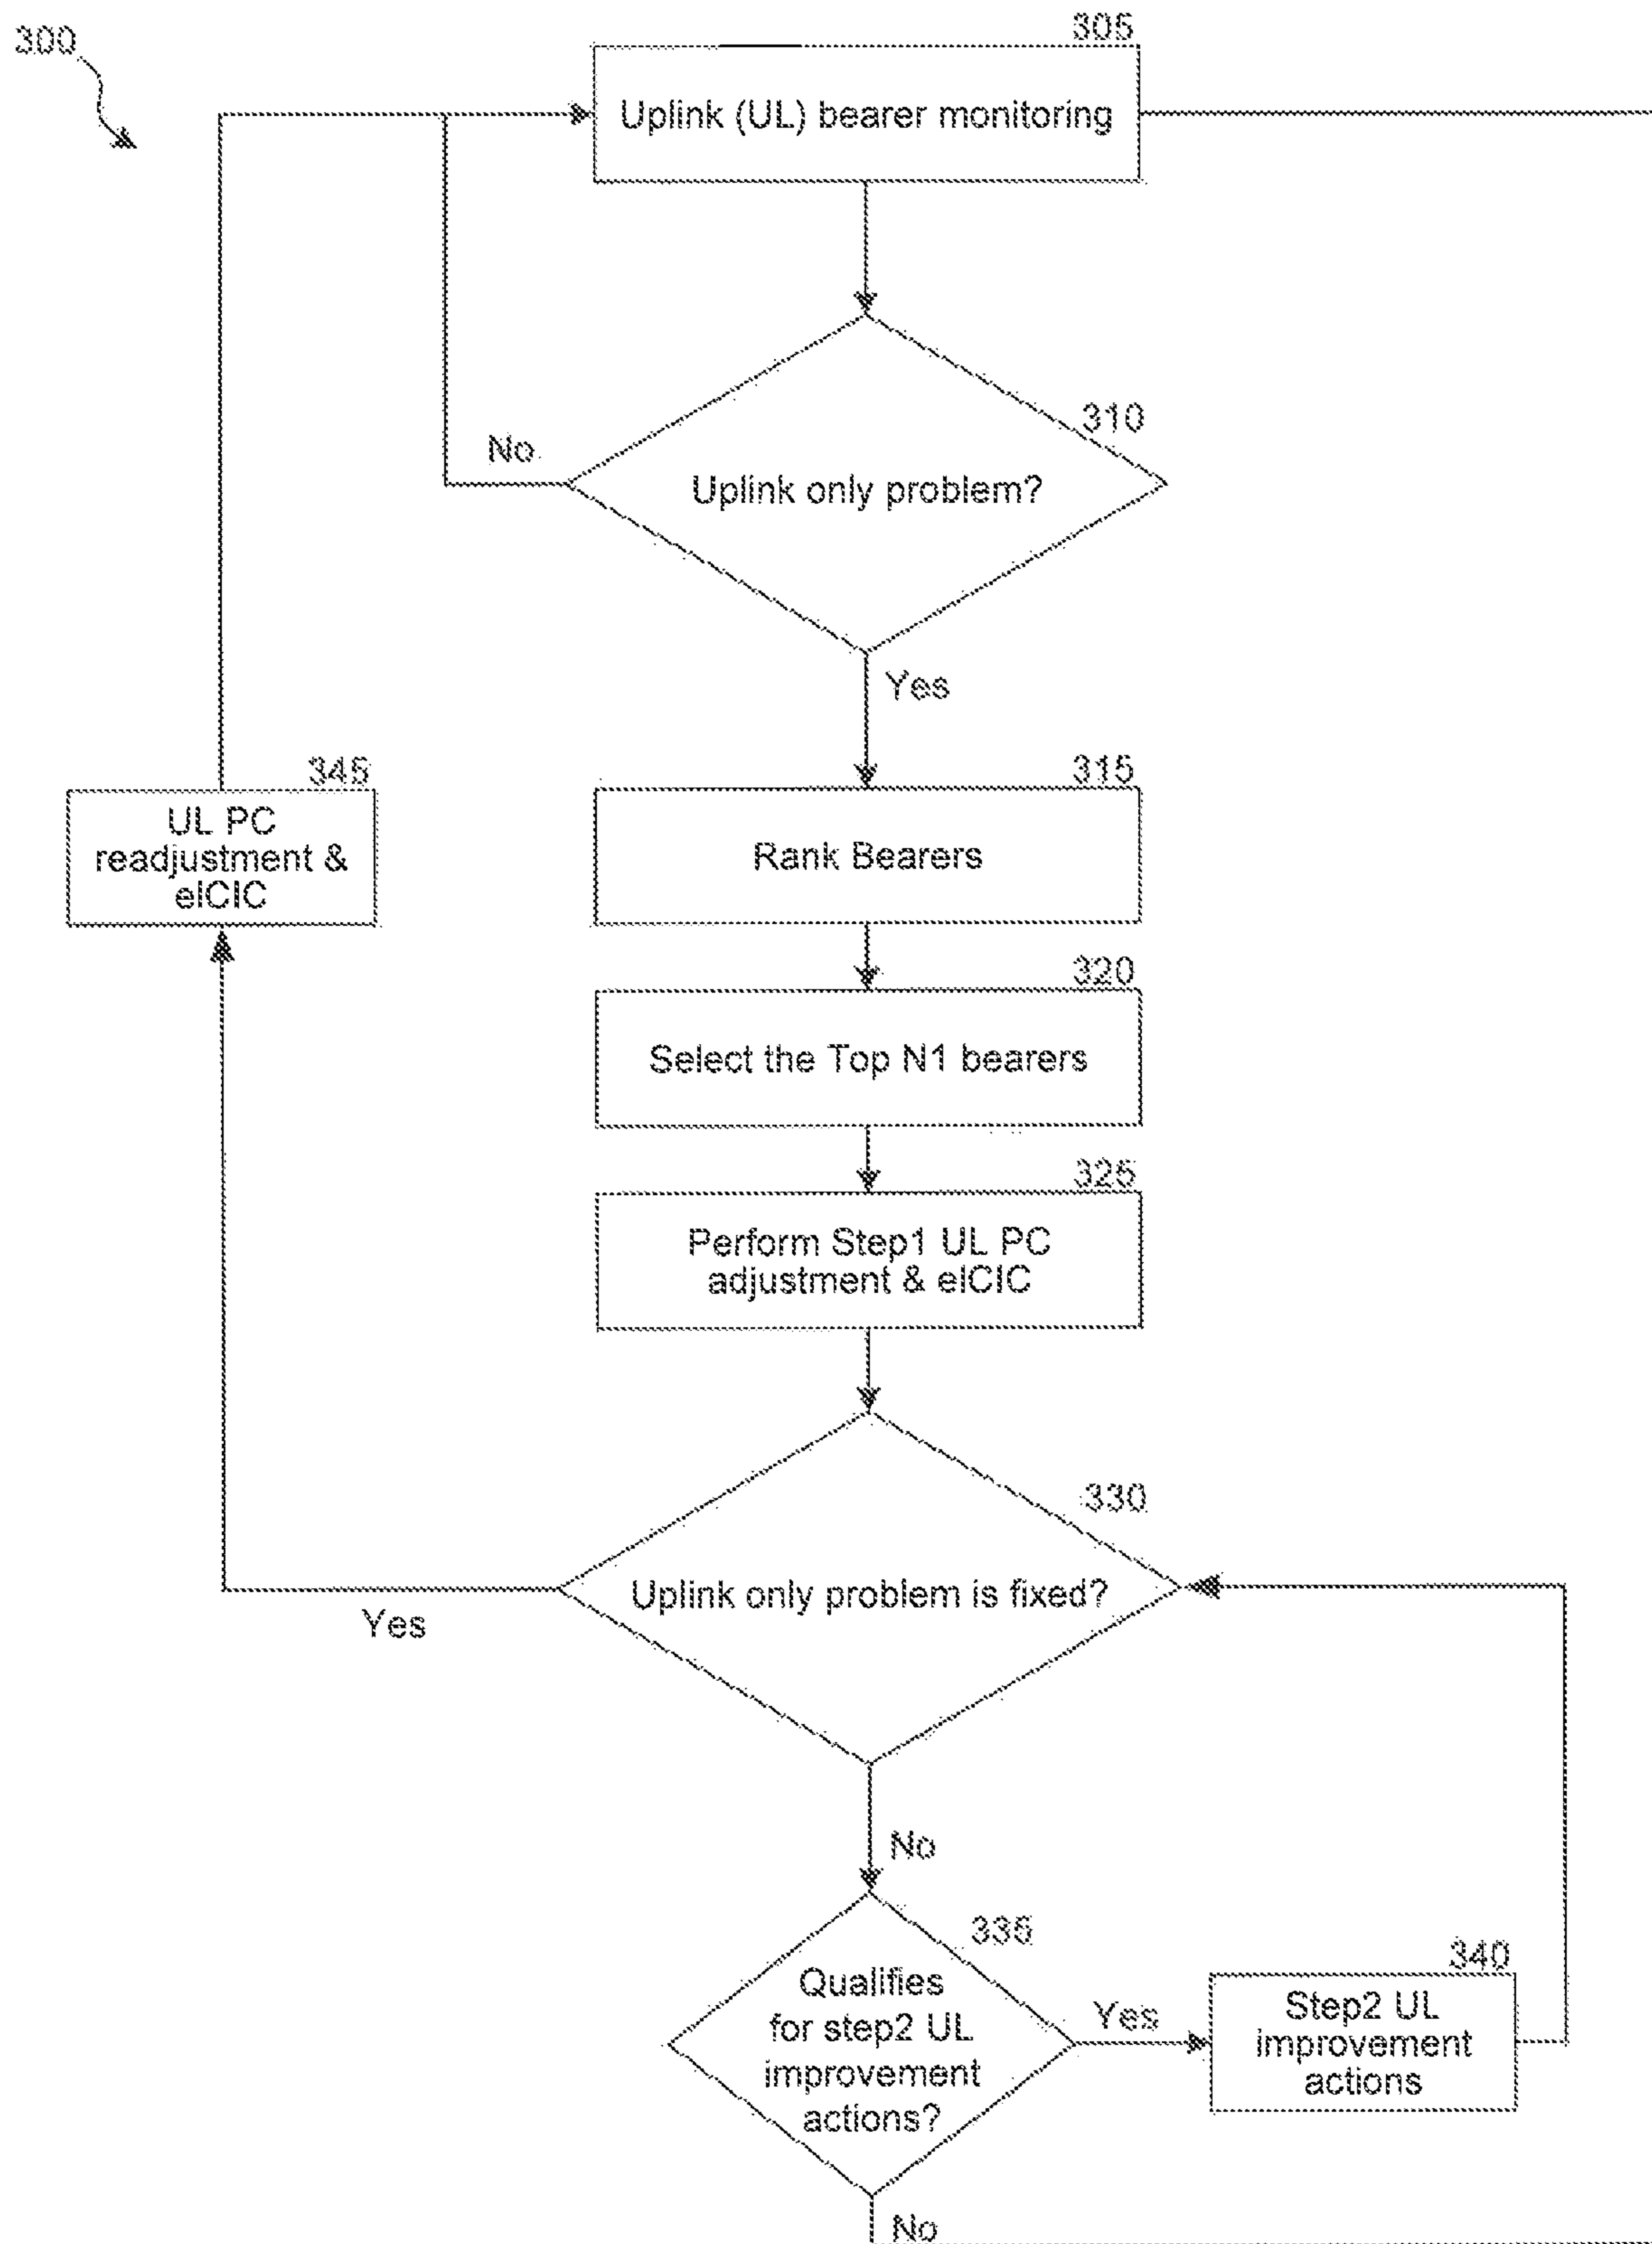 300
305
Uplink (UL) bearer monitoring
310
No
Uplink only problem?
Yes
345
UL PC
readjustment &
eICIC
315
Rank Bearers
320
Select the Top N1 bearers
325
Perform Step1 UL PC
adjustment & eICIC
330
Uplink only problem is fixed?
Yes
No
335
Qualifies
for step2 UL
improvement
actions?
Yes
340
Step2 UL
improvement
actions
No